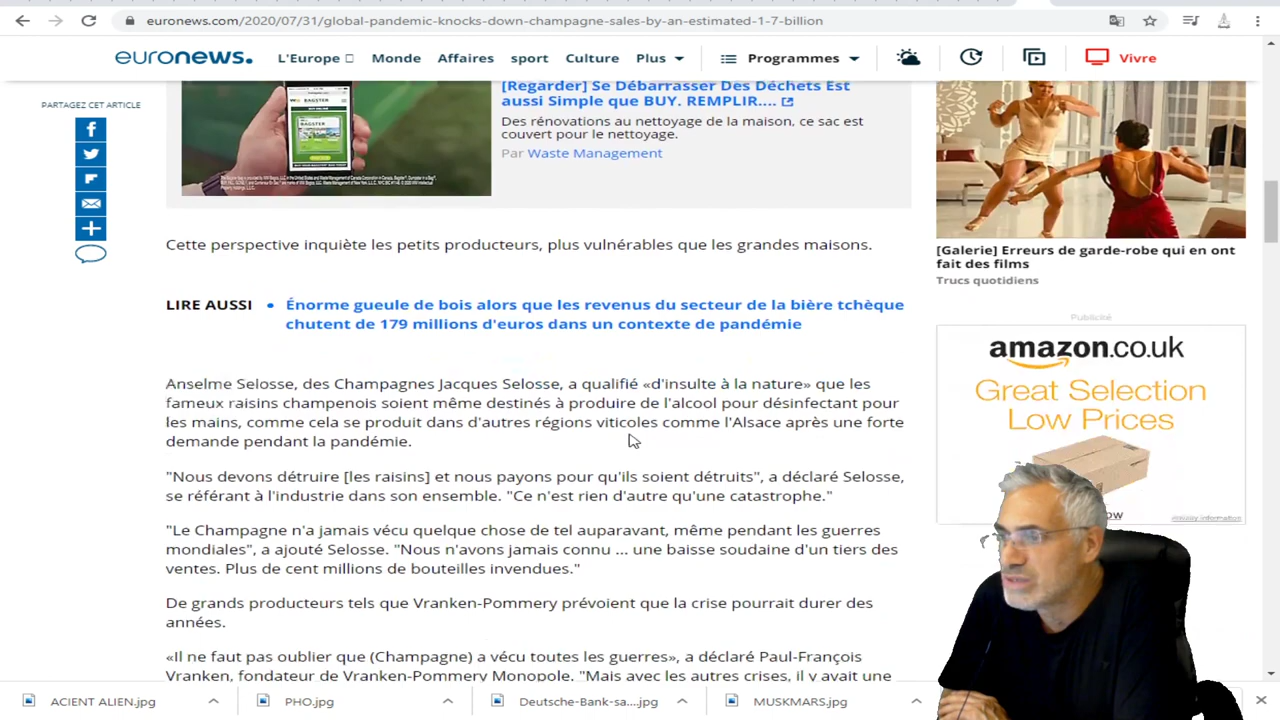 euronews.com/2020/07/31/global-pandemic-knocks-down-champagne-sales-by-an-estimated-1-7-billion
euronews.
L'Europe
Monde
Affaires
sport
Culture
Plus
Programmes
Vivre
PARTAGEZ CET ARTICLE
[Regarder] Se Débarrasser Des Déchets Est
aussi Simple que BUY. REMPLIR....
Des rénovations au nettoyage de la maison, ce sac est
couvert pour le nettoyage.
Par Waste Management
BAGSTER
Cette perspective inquiète les petits producteurs, plus vulnérables que les grandes maisons.
LIRE AUSSI • Énorme gueule de bois alors que les revenus du secteur de la bière tchèque
chutent de 179 millions d'euros dans un contexte de pandémie
Anselme Selosse, des Champagnes Jacques Selosse, a qualifié «d'insulte à la nature» que les
fameux raisins champenois soient même destinés à produire de l'alcool pour désinfectant pour
les mains, comme cela se produit dans d'autres régions viticoles comme l'Alsace après une forte
demande pendant la pandémie.
"Nous devons détruire [les raisins] et nous payons pour qu'ils soient détruits", a déclaré Selosse,
se référant à l'industrie dans son ensemble. "Ce n'est rien d'autre qu'une catastrophe."
"Le Champagne n'a jamais vécu quelque chose de tel auparavant, même pendant les guerres
mondiales", a ajouté Selosse. "Nous n'avons jamais connu ... une baisse soudaine d'un tiers des
ventes. Plus de cent millions de bouteilles invendues."
De grands producteurs tels que Vranken-Pommery prévoient que la crise pourrait durer des
années.
«Il ne faut pas oublier que (Champagne) a vécu toutes les guerres», a déclaré Paul-François
Vranken, fondateur de Vranken-Pommery Monopole. "Mais avec les autres crises, il y avait une
[Galerie] Erreurs de garde-robe qui en ont
fait des films
Trucs quotidiens
Publicité
amazon.co.uk
Great Selection
Low Prices
ACIENT ALIEN.jpg
PHO.jpg
Deutsche-Bank-sa....jpg
MUSKMARS.jpg